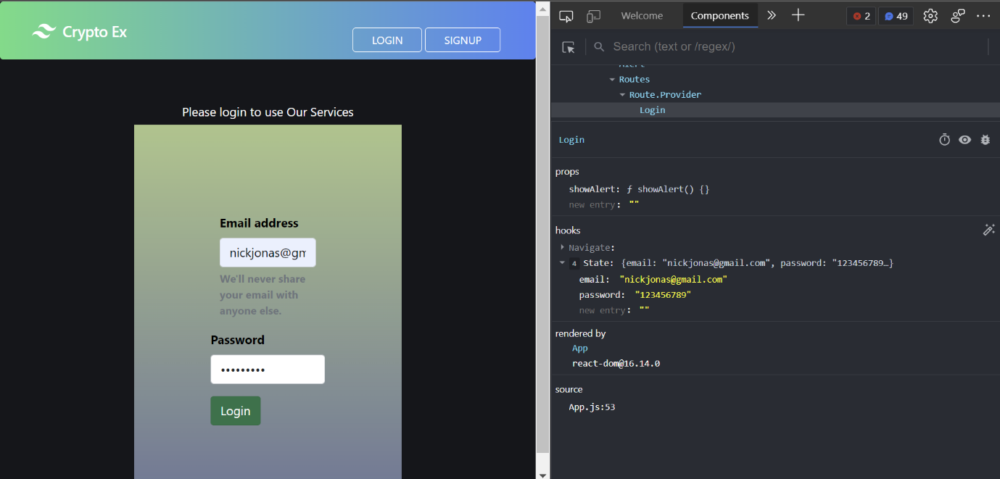 Crypto Ex
LOGIN
SIGNUP
Please login to use Our Services
Email address
nickjonas@gm
We'll never share
your email with
anyone else.
Password
•••••••••
Login
Welcome
Components
2
49
Search (text or /regex/)
Alert
Routes
Route.Provider
Login
Login
props
showAlert: ƒ showAlert() {}
new entry: ""
hooks
Navigate:
4 State: {email: "nickjonas@gmail.com", password: "123456789…}
email: "nickjonas@gmail.com"
password: "123456789"
new entry: ""
rendered by
App
react-dom@16.14.0
source
App.js:53